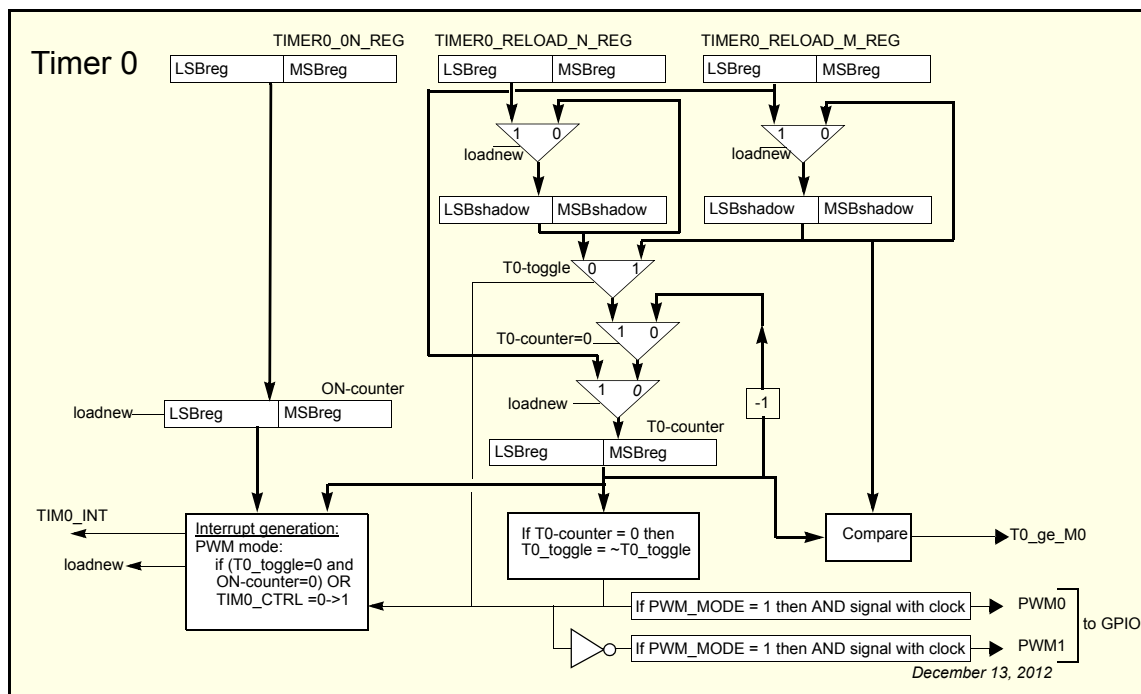 Timer 0
TIMER0_0N_REG
TIMER0_RELOAD_N_REG
TIMER0_RELOAD_M_REG
LSBreg MSBreg
LSBreg MSBreg
LSBreg MSBreg
1 0
loadnew
1 0
loadnew
LSBshadow MSBshadow
LSBshadow MSBshadow
T0-toggle
0 1
T0-counter=0
1 0
loadnew
1 0
ON-counter
loadnew
LSBreg MSBreg
-1
T0-counter
LSBreg MSBreg
TIM0_INT
loadnew
Interrupt generation:
PWM mode:
if (T0_toggle=0 and
ON-counter=0) OR
TIM0_CTRL =0->1
If T0-counter = 0 then
T0_toggle = ~T0_toggle
Compare
T0_ge_M0
If PWM_MODE = 1 then AND signal with clock
PWM0
to GPIO
If PWM_MODE = 1 then AND signal with clock
PWM1
December 13, 2012